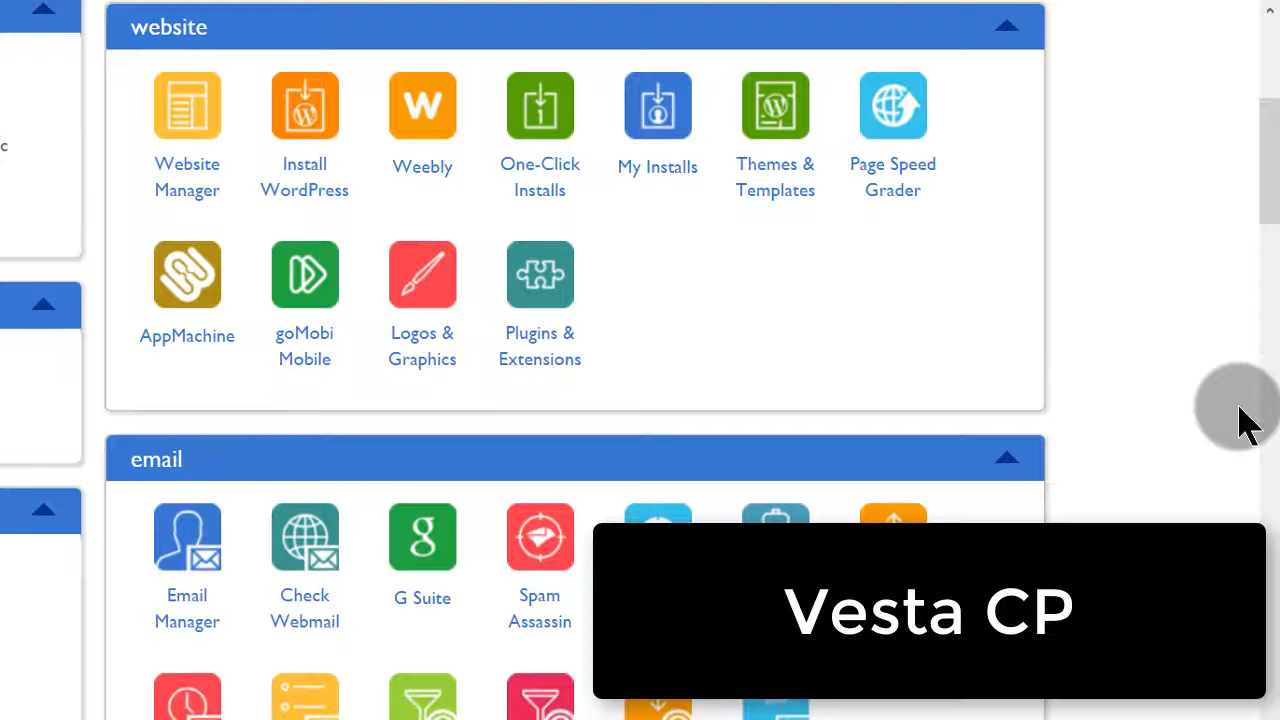 c
website
Website
Manager
Install
WordPress
Weebly
One-Click
Installs
My Installs
Themes &
Templates
Page Speed
Grader
AppMachine
goMobi
Mobile
Logos &
Graphics
Plugins &
Extensions
email
Email
Manager
Check
Webmail
G Suite
Spam
Assassin
Vesta CP